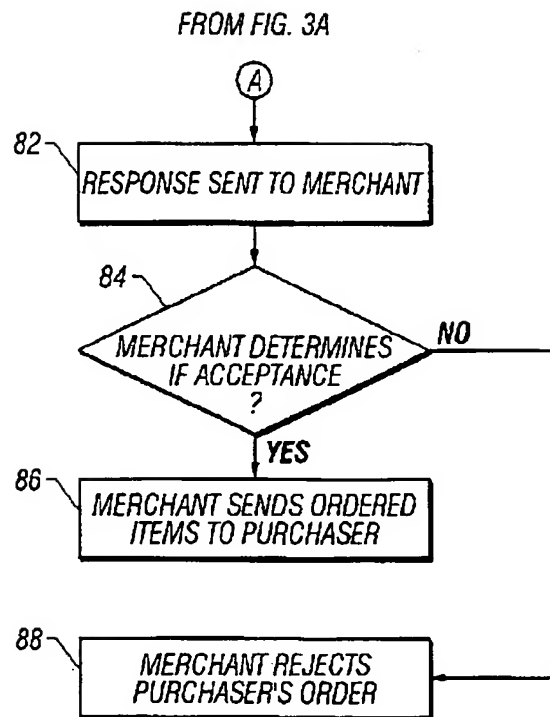 FROM FIG. 3A
A
82
RESPONSE SENT TO MERCHANT
84
MERCHANT DETERMINES
IF ACCEPTANCE
?
NO
YES
86
MERCHANT SENDS ORDERED
ITEMS TO PURCHASER
88
MERCHANT REJECTS
PURCHASER'S ORDER